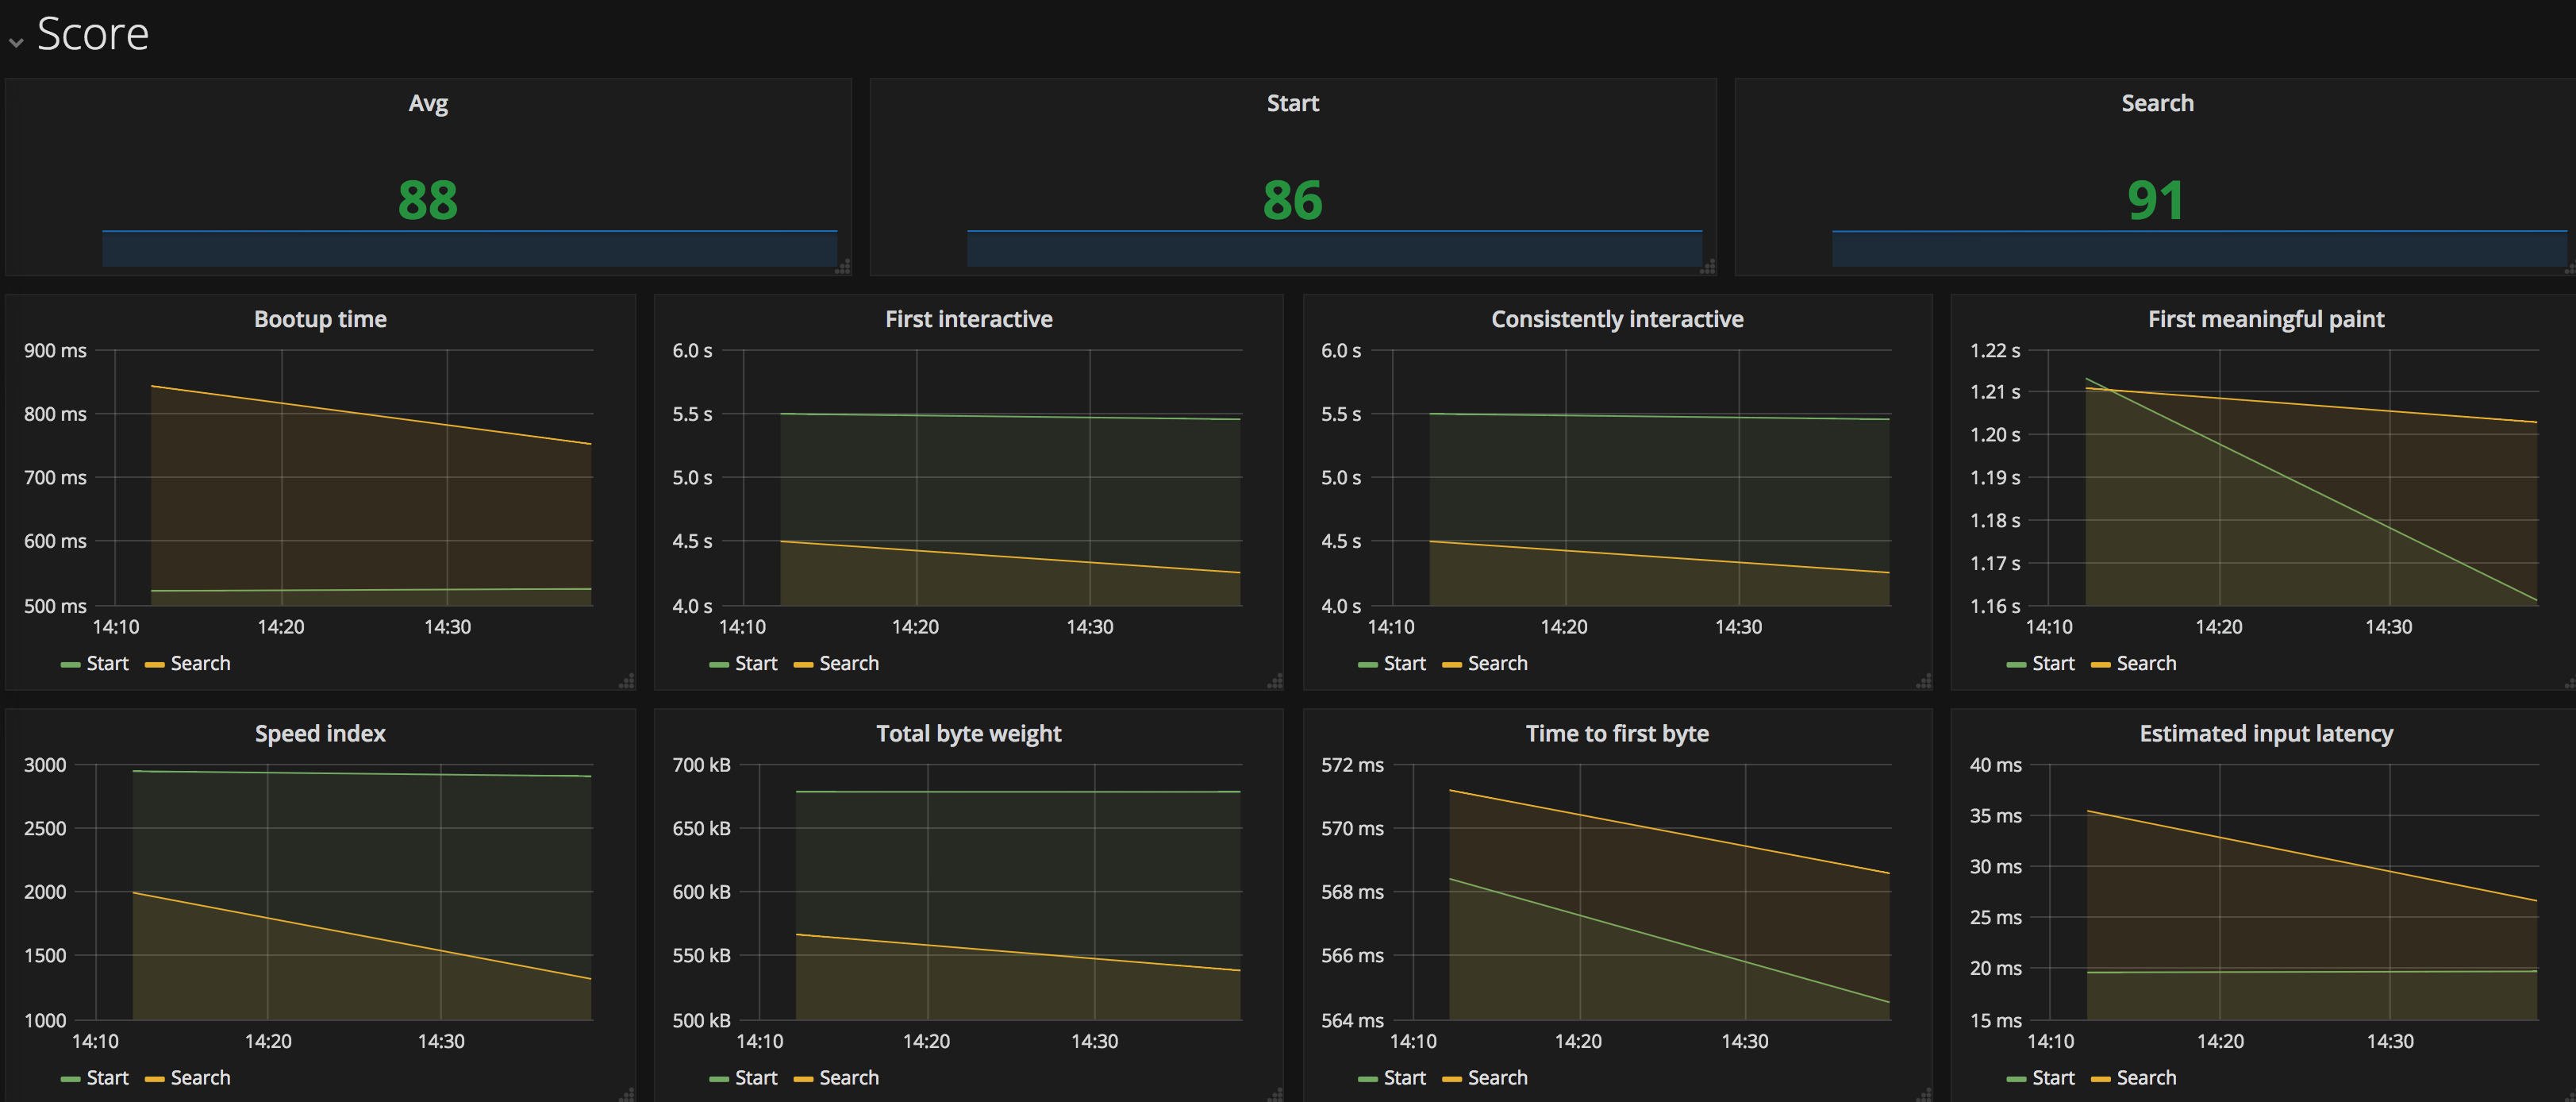 Score
Avg
88
Start
86
Search
91
Bootup time
900 ms
800 ms
700 ms
600 ms
500 ms
14:10 14:20 14:30
Start Search
First interactive
6.0 s
5.5 s
5.0 s
4.5 s
4.0 s
14:10 14:20 14:30
Start Search
Consistently interactive
6.0 s
5.5 s
5.0 s
4.5 s
4.0 s
14:10 14:20 14:30
Start Search
First meaningful paint
1.22 s
1.21 s
1.20 s
1.19 s
1.18 s
1.17 s
1.16 s
14:10 14:20 14:30
Start Search
Speed index
3000
2500
2000
1500
1000
14:10 14:20 14:30
Start Search
Total byte weight
700 kB
650 kB
600 kB
550 kB
500 kB
14:10 14:20 14:30
Start Search
Time to first byte
572 ms
570 ms
568 ms
566 ms
564 ms
14:10 14:20 14:30
Start Search
Estimated input latency
40 ms
35 ms
30 ms
25 ms
20 ms
15 ms
14:10 14:20 14:30
Start Search